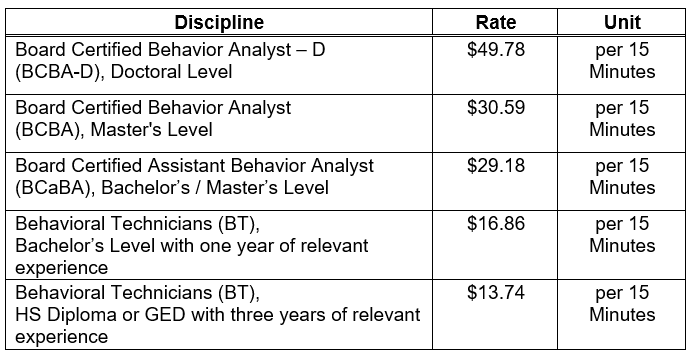 Discipline Rate Unit
Board Certified Behavior Analyst – D $49.78 per 15
(BCBA-D), Doctoral Level Minutes
Board Certified Behavior Analyst $30.59 per 15
(BCBA), Master's Level Minutes
Board Certified Assistant Behavior Analyst $29.18 per 15
(BCaBA), Bachelor’s / Master’s Level Minutes
Behavioral Technicians (BT), $16.86 per 15
Bachelor’s Level with one year of relevant Minutes
experience
Behavioral Technicians (BT), $13.74 per 15
HS Diploma or GED with three years of relevant Minutes
experience